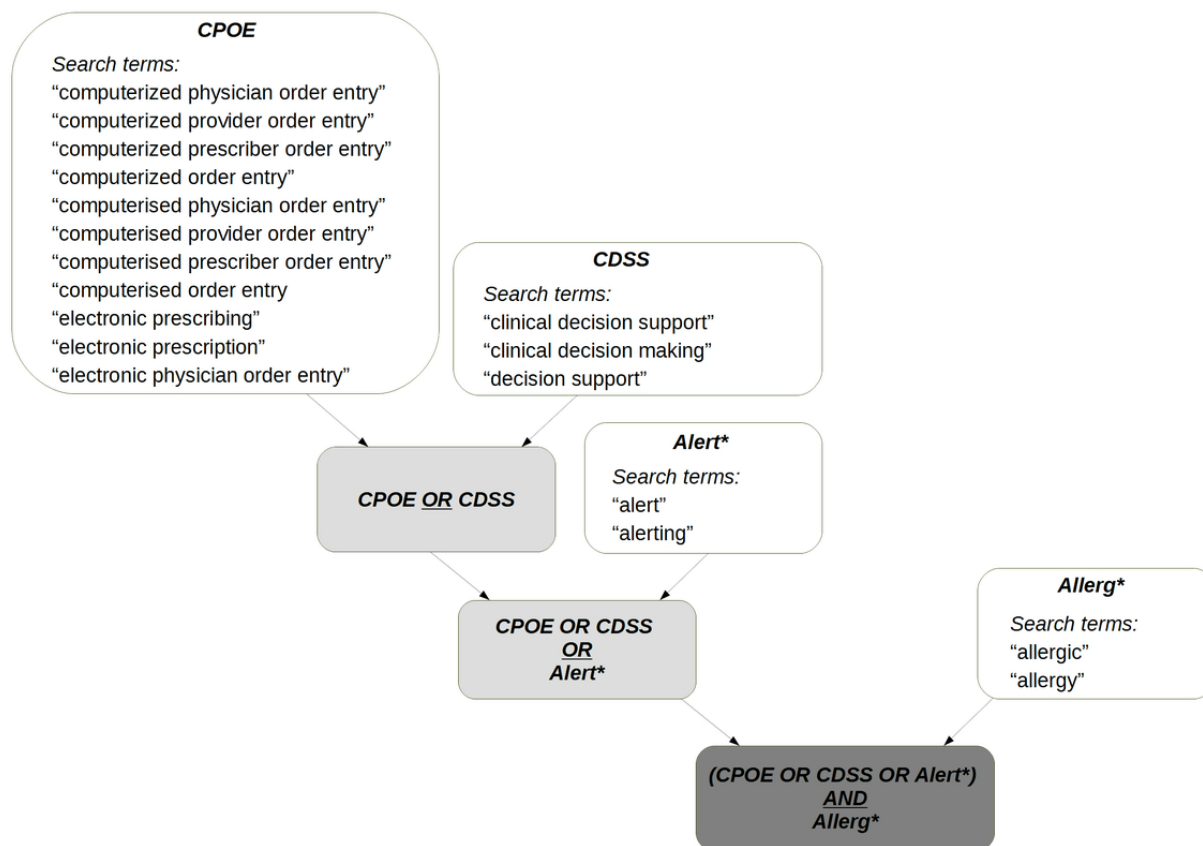 CPOE
Search terms:
“computerized physician order entry”
“computerized provider order entry”
“computerized prescriber order entry”
“computerized order entry”
“computerised physician order entry”
“computerised provider order entry”
“computerised prescriber order entry”
“computerised order entry
“electronic prescribing”
“electronic prescription”
“electronic physician order entry”
CDSS
Search terms:
“clinical decision support”
“clinical decision making”
“decision support”
CPOE OR CDSS
Alert*
Search terms:
“alert”
“alerting”
CPOE OR CDSS
OR
Alert*
Allerg*
Search terms:
“allergic”
“allergy”
(CPOE OR CDSS OR Alert*)
AND
Allerg*